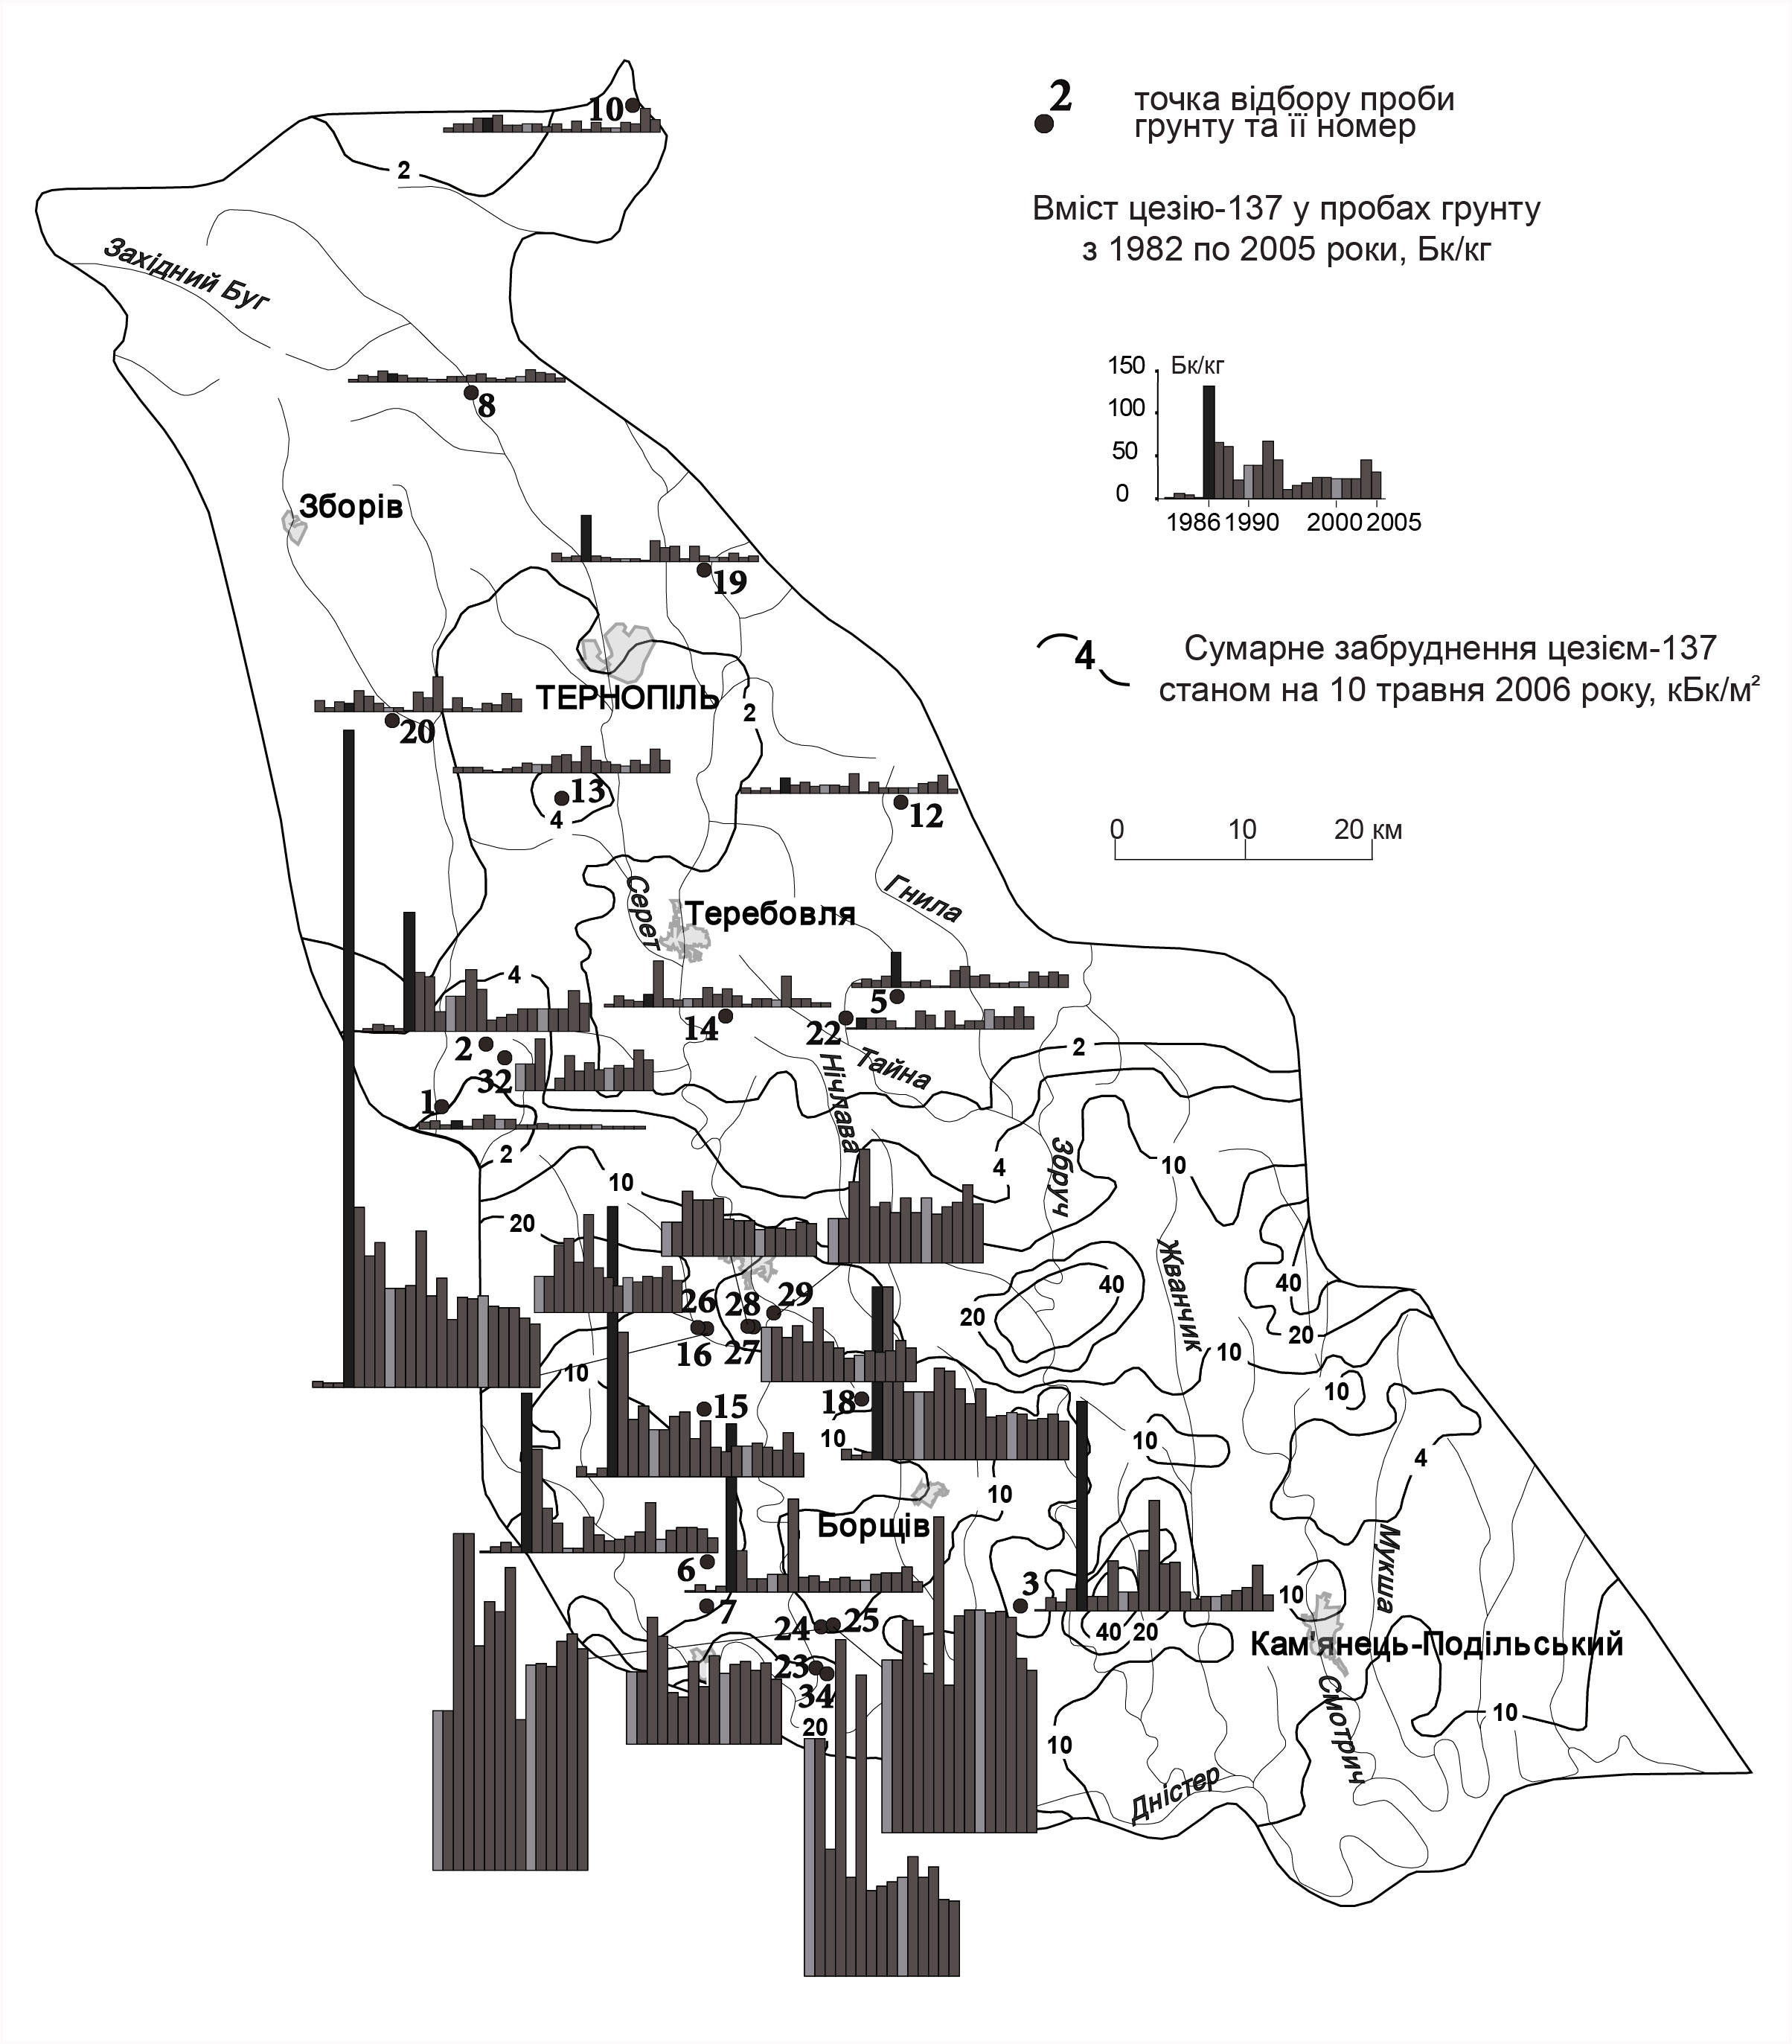 10
2
точка відбору проби
грунту та її номер
2
Вміст цезію-137 у пробах грунту
з 1982 по 2005 роки, Бк/кг
Західний Буг
150
Бк/кг
100
50
0
1986
1990
2000
2005
8
Зборів
19
4
Сумарне забруднення цезієм-137
станом на 10 травня 2006 року, кБк/м²
ТЕРНОПІЛЬ
2
20
13
4
12
0
10
20 км
Серет
Теребовля
Гнила
4
5
14
22
2
32
Нічлава
Тайна
2
1
2
Збруч
4
10
10
20
Жванчик
40
40
20
20
26
28
29
16
27
10
10
10
15
18
10
10
4
10
Борщів
Мукша
6
7
24
25
3
10
40
20
Кам'янець-Подільський
23
34
20
Смотрич
10
10
Дністер